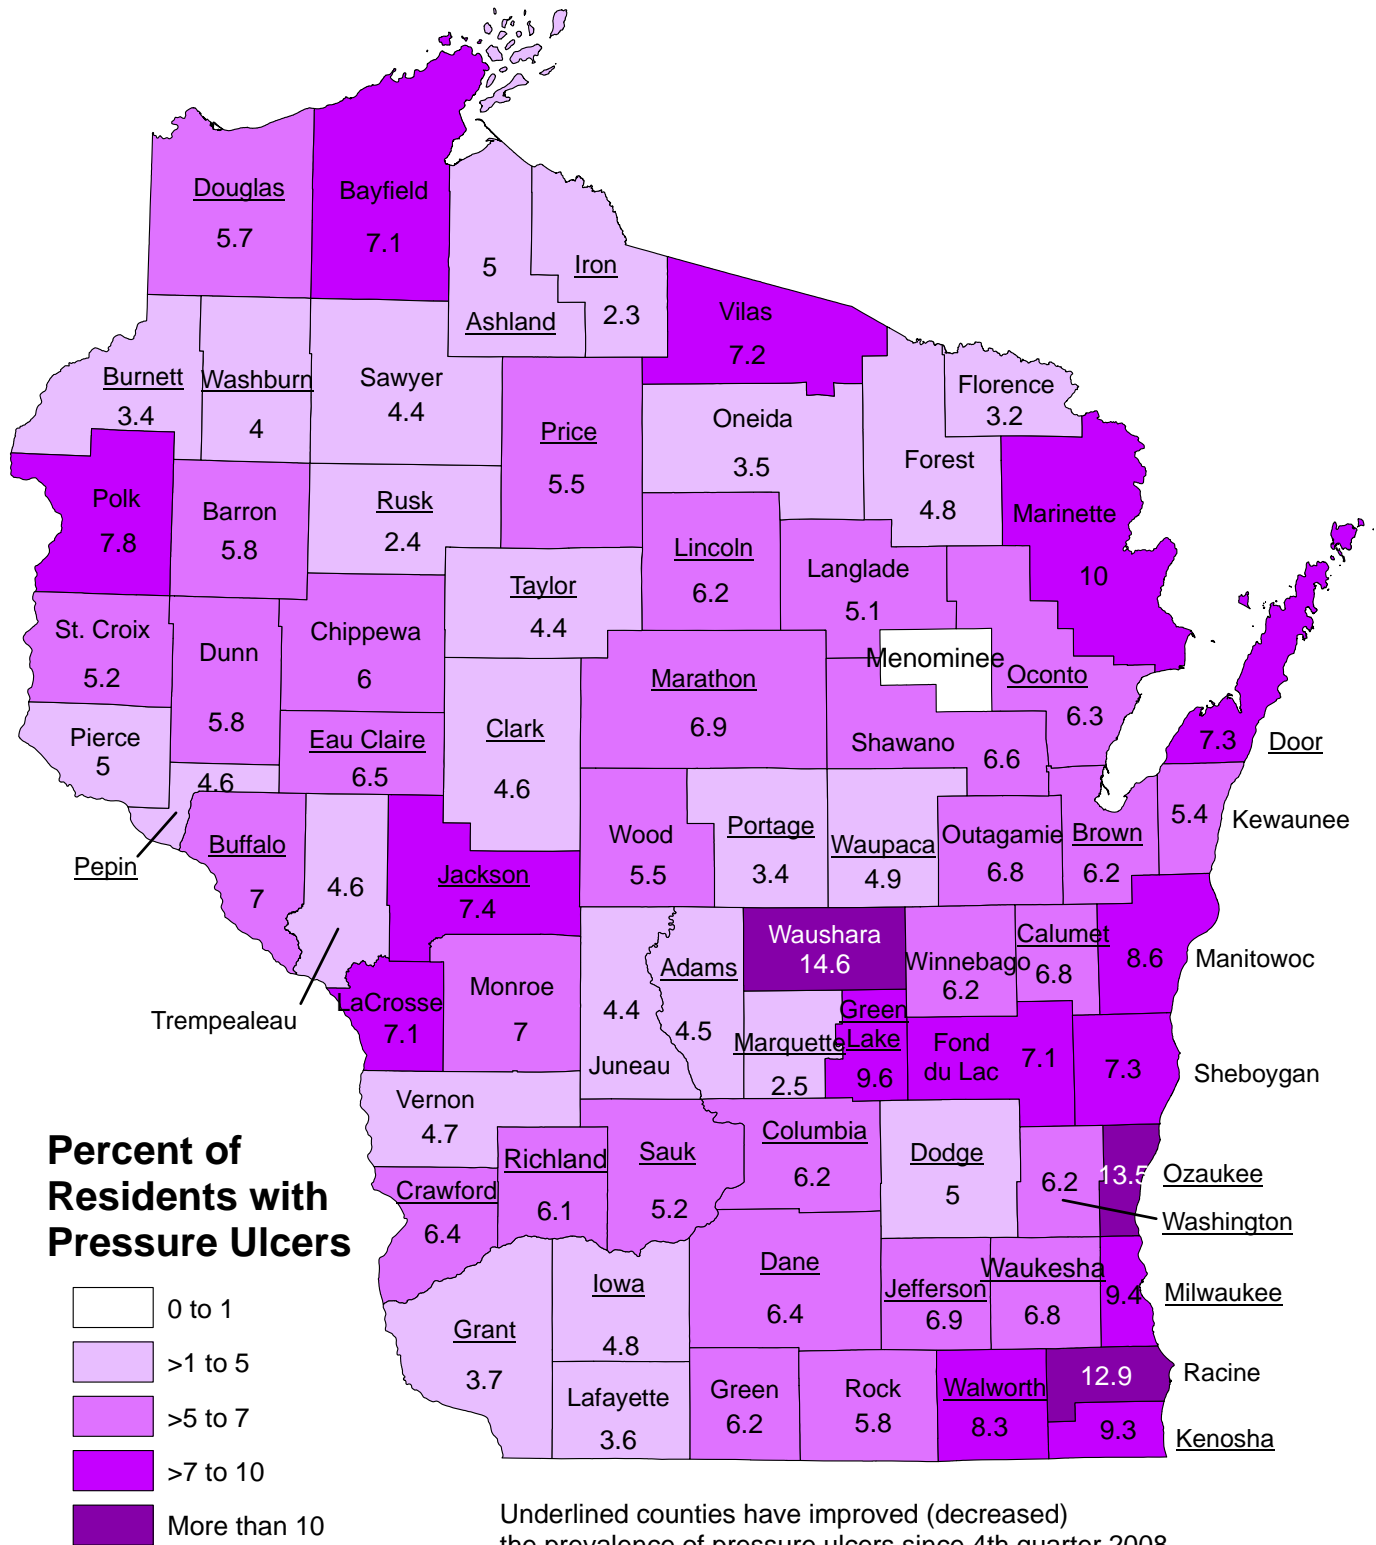 Douglas
5.7
Bayfield
7.1
5
Ashland
Iron
2.3
Vilas
7.2
Burnett
3.4
Washburn
4
Sawyer
4.4
Price
5.5
Oneida
3.5
Florence
3.2
Forest
4.8
Marinette
10
Polk
7.8
Barron
5.8
Rusk
2.4
Taylor
4.4
Lincoln
6.2
Langlade
5.1
Menominee
Oconto
6.3
St. Croix
5.2
Dunn
5.8
Chippewa
6
Marathon
6.9
Shawano
6.6
7.3
Door
Pierce
5
4.6
Pepin
Eau Claire
6.5
Clark
4.6
Wood
5.5
Portage
3.4
Waupaca
4.9
Outagamie
6.8
Brown
6.2
5.4
Kewaunee
Buffalo
7
4.6
Trempealeau
Jackson
7.4
Waushara
14.6
Winnebago
6.2
Calumet
6.8
8.6
Manitowoc
LaCrosse
7.1
Monroe
7
4.4
Juneau
Adams
4.5
Marquette
2.5
Green
Lake
9.6
Fond
du Lac
7.1
7.3
Sheboygan
Vernon
4.7
Richland
6.1
Sauk
5.2
Columbia
6.2
Dodge
5
6.2
Washington
13.5
Ozaukee
Crawford
6.4
Grant
3.7
Iowa
4.8
Dane
6.4
Jefferson
6.9
Waukesha
6.8
9.4
Milwaukee
Lafayette
3.6
Green
6.2
Rock
5.8
Walworth
8.3
12.9
Racine
9.3
Kenosha
Percent of
Residents with
Pressure Ulcers
0 to 1
>1 to 5
>5 to 7
>7 to 10
More than 10
Underlined counties have improved (decreased)
the prevalence of pressure ulcers since 4th quarter 2008